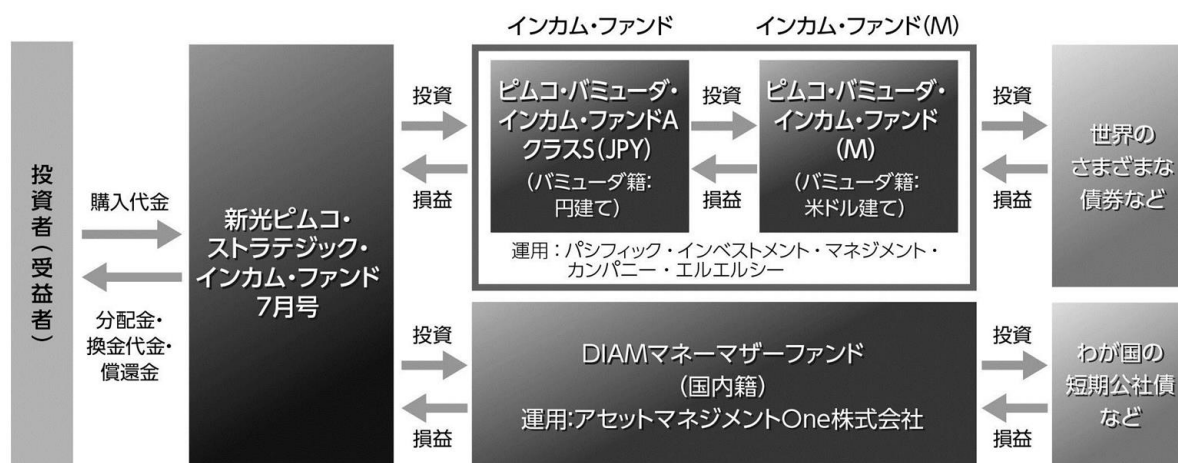 インカム・ファンド
インカム・ファンド(M)
投資者(受益者)
購入代金
分配金・
換金代金・
償還金
新光ピムコ・
ストラテジック・
インカム・ファンド
7月号
投資
損益
ピムコ・バミューダ・
インカム・ファンドA
クラスS(JPY)
(バミューダ籍:
円建て)
投資
損益
ピムコ・バミューダ・
インカム・ファンド
(M)
(バミューダ籍:
米ドル建て)
運用:パシフィック・インベストメント・マネジメント・
カンパニー・エルエルシー
投資
損益
世界の
さまざまな
債券など
投資
損益
DIAMマネーマザーファンド
(国内籍)
運用:アセットマネジメントOne株式会社
投資
損益
わが国の
短期公社債
など